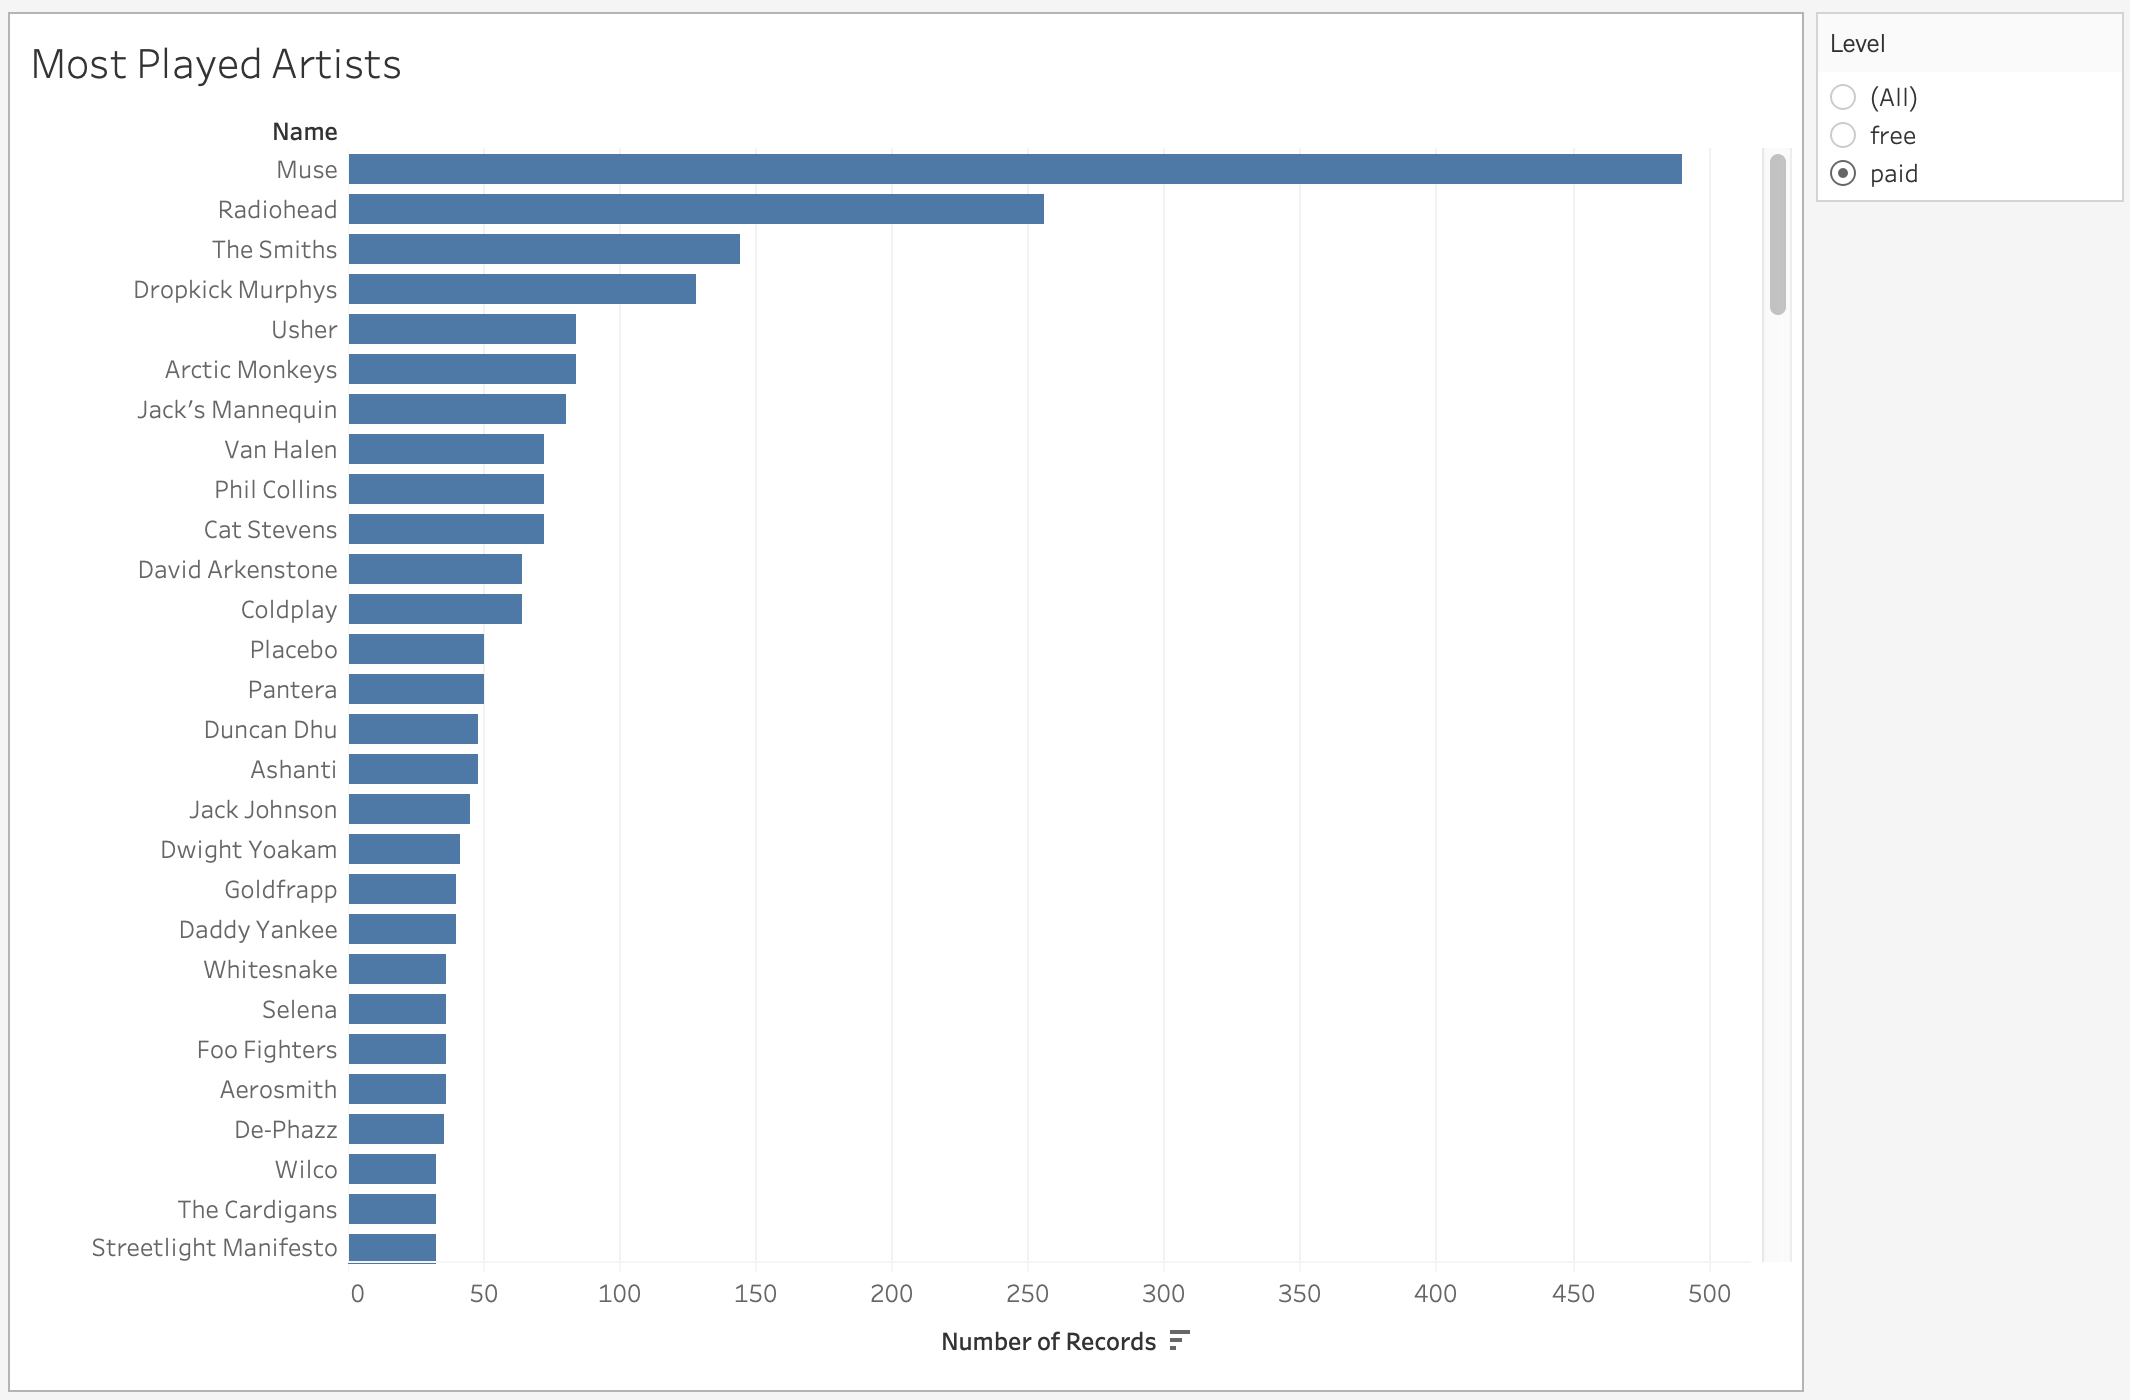 Most Played Artists
Name
Muse
Radiohead
The Smiths
Dropkick Murphys
Usher
Arctic Monkeys
Jack’s Mannequin
Van Halen
Phil Collins
Cat Stevens
David Arkenstone
Coldplay
Placebo
Pantera
Duncan Dhu
Ashanti
Jack Johnson
Dwight Yoakam
Goldfrapp
Daddy Yankee
Whitesnake
Selena
Foo Fighters
Aerosmith
De-Phazz
Wilco
The Cardigans
Streetlight Manifesto
0 50 100 150 200 250 300 350 400 450 500
Number of Records
Level
(All)
free
paid